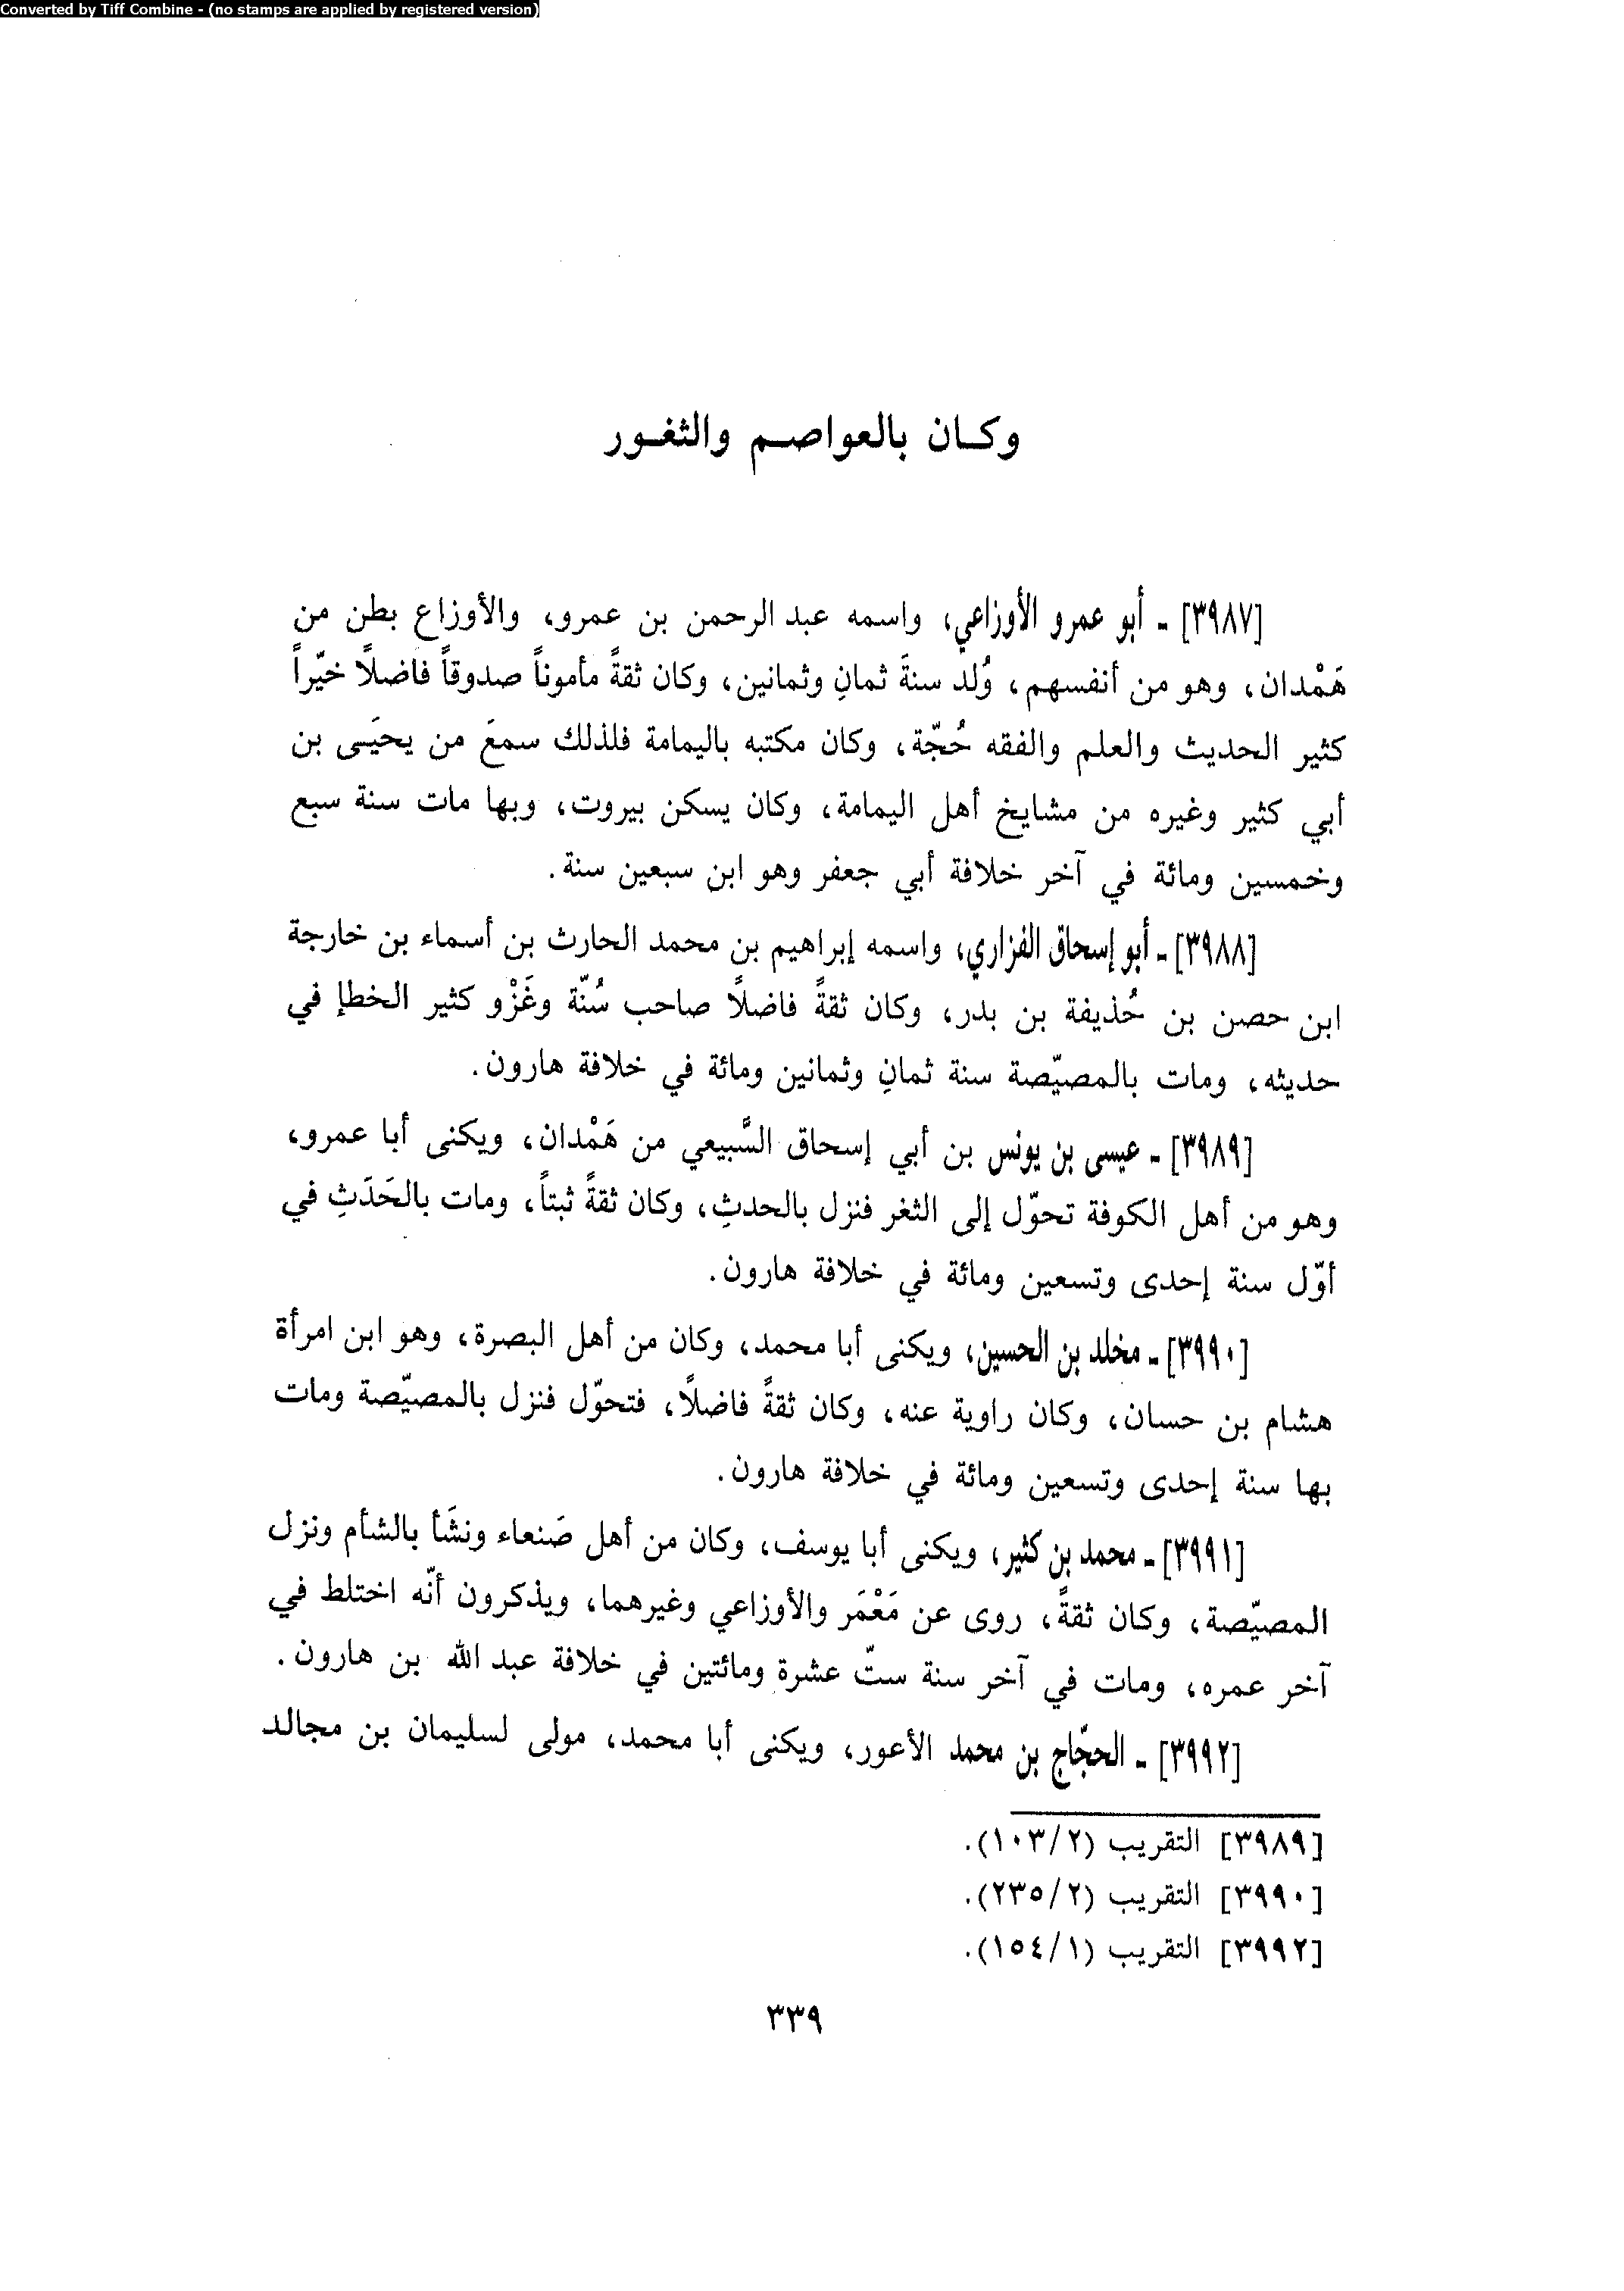 Converted by Tiff Combine - (no stamps are applied by registered version)
وكان بالعواصم والثغور
[٣٩٨٧] - أبو عمرو الأوزاعي، واسمه عبد الرحمن بن عمرو، والأوزاع بطن من
هَمْدان، وهو من أنفسهم، وُلد سنةَ ثمانِ وثمانين، وكان ثقةً مأموناً صدوقاً فاضلًا خيّراً
كثير الحديث والعلم والفقه حُجّة، وكان مكتبه باليمامة فلذلك سمعَ من يحيَى بن
أبي كثير وغيره من مشايخ أهل اليمامة، وكان يسكن بيروت، وبها مات سنة سبع
وخمسين ومائة في آخر خلافة أبي جعفر وهو ابن سبعين سنة.
[٣٩٨٨] - أبو إسحاق الفزاري، واسمه إبراهيم بن محمد الحارث بن أسماء بن خارجة
ابن حصن بن حُذيفة بن بدر، وكان ثقةً فاضلًا صاحب سُنّة وغَزْو كثير الخطإ في
حديثه، ومات بالمصيّصة سنة ثمانِ وثمانين ومائة في خلافة هارون.
[٣٩٨٩] - عيسى بن يونس بن أبي إسحاق السَّبيعي من هَمْدان، ويكنى أبا عمرو،
وهو من أهل الكوفة تحوّل إلى الثغر فنزل بالحدثِ، وكان ثقةً ثبتاً، ومات بالحَدَثِ في
أوّل سنة إحدى وتسعين ومائة في خلافة هارون.
[٣٩٩٠] - مخلد بن الحسين، ويكنى أبا محمد، وكان من أهل البصرة، وهو ابن امرأة
هشام بن حسان، وكان راوية عنه، وكان ثقةً فاضلًا، فتحوّل فنزل بالمصيّصة ومات
بها سنة إحدى وتسعين ومائة في خلافة هارون.
[٣٩٩١] - محمد بن كثير، ويكنى أبا يوسف، وكان من أهل صَنعاء ونشَأ بالشأم ونزل
المصيّصة، وكان ثقةً، روى عن مَعْمَر والأوزاعي وغيرهما، ويذكرون أنّه اختلط في
آخر عمره، ومات في آخر سنة ستّ عشرة ومائتين في خلافة عبد الله بن هارون.
[٣٩٩٢] - الحجّاج بن محمد الأعور، ويكنى أبا محمد، مولى لسليمان بن مجالد
[٣٩٨٩] التقريب (١٠٣/٢).
[٣٩٩٠] التقريب (٢٣٥/٢).
[٣٩٩٢] التقريب (١٥٤/١).
٣٣٩